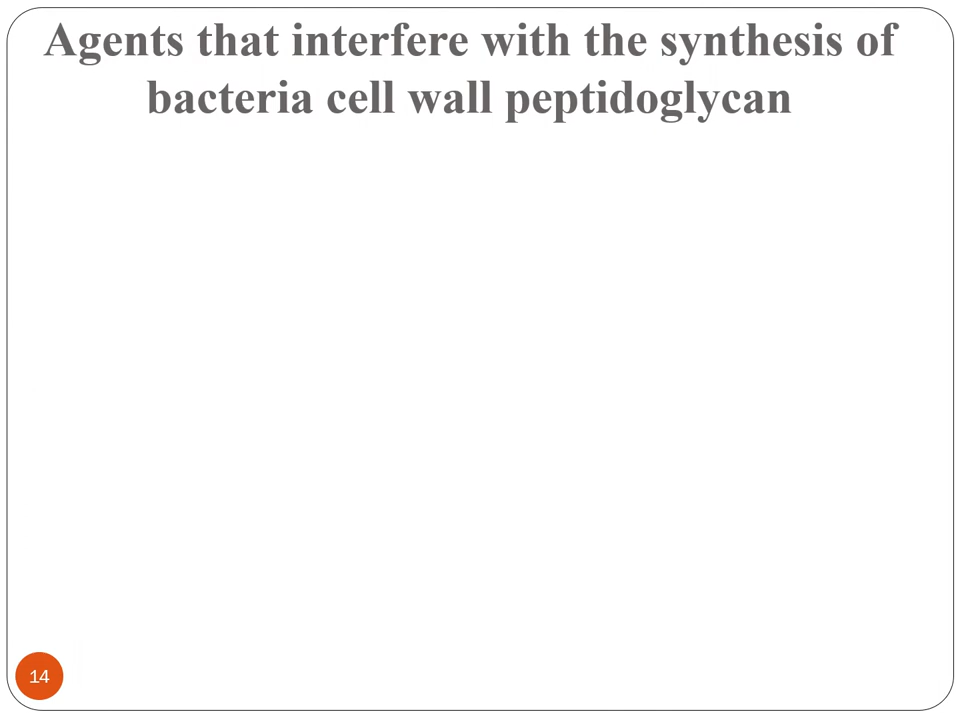 Agents that interfere with the synthesis of
bacteria cell wall peptidoglycan
14